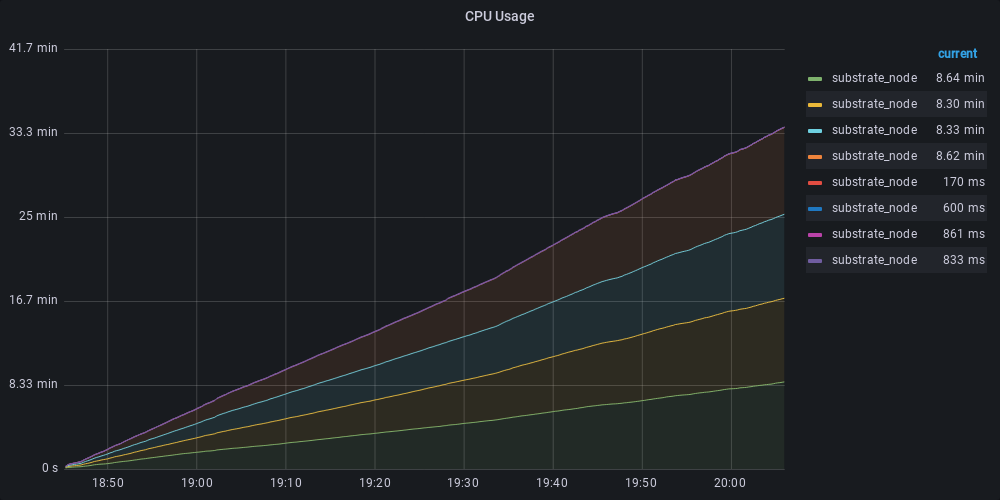 CPU Usage
41.7 min
33.3 min
25 min
16.7 min
8.33 min
0 s
18:50 19:00 19:10 19:20 19:30 19:40 19:50 20:00
current
substrate_node 8.64 min
substrate_node 8.30 min
substrate_node 8.33 min
substrate_node 8.62 min
substrate_node 170 ms
substrate_node 600 ms
substrate_node 861 ms
substrate_node 833 ms